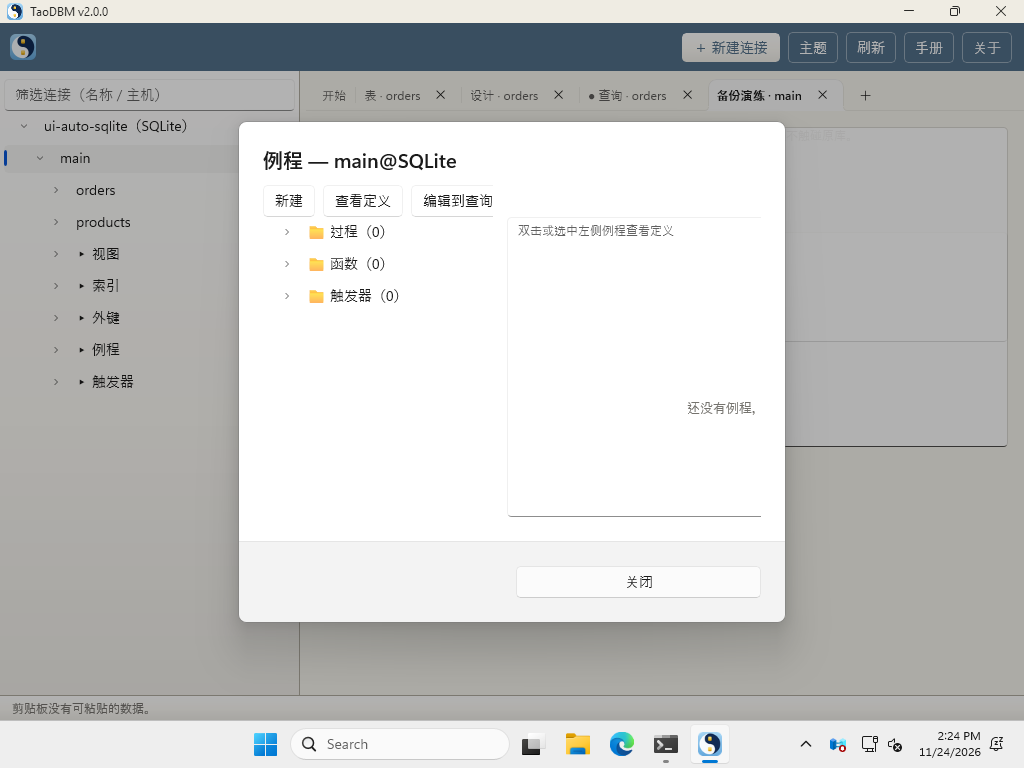 TaoDBM v2.0.0
+ 新建连接
主题
刷新
手册
关于
筛选连接（名称 / 主机）
开始
表 · orders
设计 · orders
● 查询 · orders
备份演练 · main
ui-auto-sqlite（SQLite）
main
orders
products
▸ 视图
▸ 索引
▸ 外键
▸ 例程
▸ 触发器
例程 — main@SQLite
新建
查看定义
编辑到查询
过程（0）
函数（0）
触发器（0）
双击或选中左侧例程查看定义
还没有例程,
关闭
剪贴板没有可粘贴的数据。
Search
2:24 PM
11/24/2026